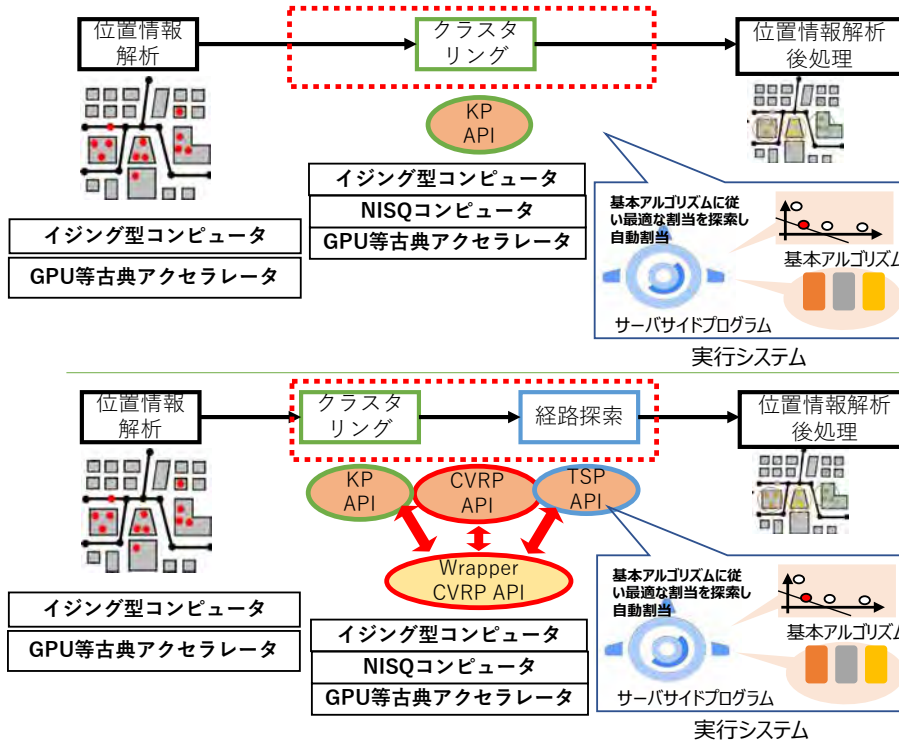 位置情報
解析
クラスタ
リング
位置情報解析
後処理
KP
API
イジング型コンピュータ
NISQコンピュータ
GPU等古典アクセラレータ
イジング型コンピュータ
GPU等古典アクセラレータ
基本アルゴリズムに従
い最適な割当を探索し
自動割当
基本アルゴリズム
サーバサイドプログラム
実行システム
位置情報
解析
クラスタ
リング
経路探索
位置情報解析
後処理
KP
API
CVRP
API
TSP
API
Wrapper
CVRP API
イジング型コンピュータ
GPU等古典アクセラレータ
イジング型コンピュータ
NISQコンピュータ
GPU等古典アクセラレータ
基本アルゴリズムに従
い最適な割当を探索し
自動割当
基本アルゴリズム
サーバサイドプログラム
実行システム